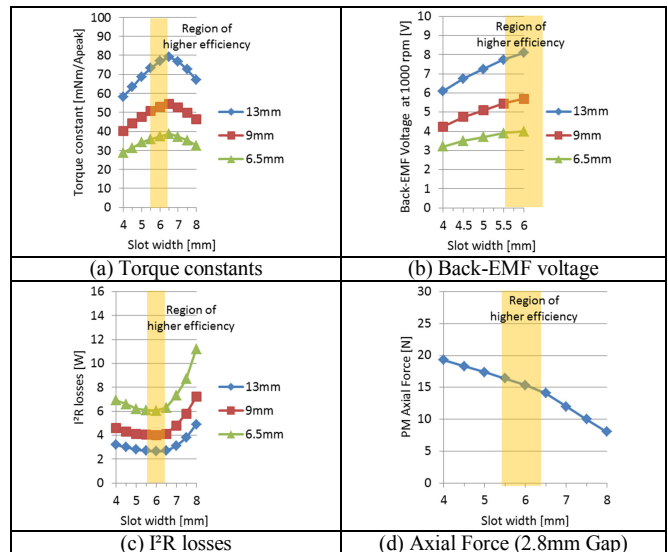 Region of
higher efficiency
Torque constant [mNm/Apeak]
100
90
80
70
60
50
40
30
20
10
0
4 5 6 7 8
Slot width [mm]
13mm
9mm
6.5mm
(a) Torque constants
Region of
higher efficiency
Back-EMF Voltage at 1000 rpm [V]
10
9
8
7
6
5
4
3
2
1
0
4 4.5 5 5.5 6
Slot width [mm]
13mm
9mm
6.5mm
(b) Back-EMF voltage
Region of
higher efficiency
I²R losses [W]
16
14
12
10
8
6
4
2
0
4 5 6 7 8
Slot width [mm]
13mm
9mm
6.5mm
(c) I²R losses
Region of
higher efficiency
PM Axial Force [N]
30
25
20
15
10
5
0
4 5 6 7 8
Slot width [mm]
(d) Axial Force (2.8mm Gap)